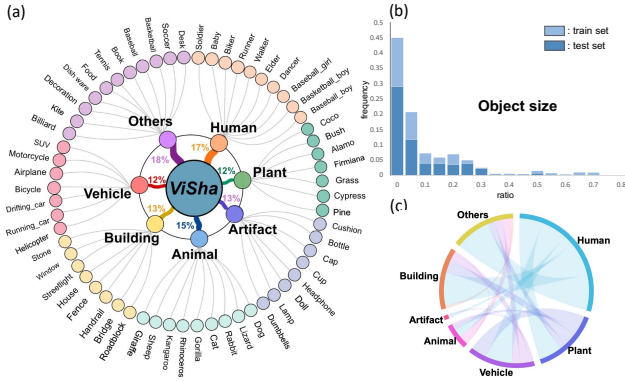 (a)
Soldier
Baby
Biker
Runner
Walker
Elder
Dancer
Baseball_girl
Basketball_boy
Baseball_boy
Coco
Bush
Alamo
Firmiana
Grass
Cypress
Pine
Cushion
Bottle
Cap
Cup
Headphone
Doll
Lamp
Dumbbells
Dog
Lizard
Rabbit
Cat
Gorilla
Rhinoceros
Kangaroo
Sheep
Giraffe
Roadblock
Bridge
Handrail
Fence
House
Streetlight
Window
Stone
Helicopter
Running_car
Drifting_car
Bicycle
Airplane
Motorcycle
SUV
Billiard
Kite
Decoration
Dish ware
Food
Tennis
Book
Baseball
Basketball
Soccer
Desk
Others
Human
Plant
Artifact
Animal
Building
Vehicle
18%
17%
12%
13%
15%
13%
12%
ViSha
(b)
: train set
: test set
Object size
frequency
0.5
0.45
0.4
0.35
0.3
0.25
0.2
0.15
0.1
0.05
0
0 0.1 0.2 0.3 0.4 0.5 0.6 0.7 0.8
ratio
(c)
Others
Human
Building
Artifact
Animal
Vehicle
Plant